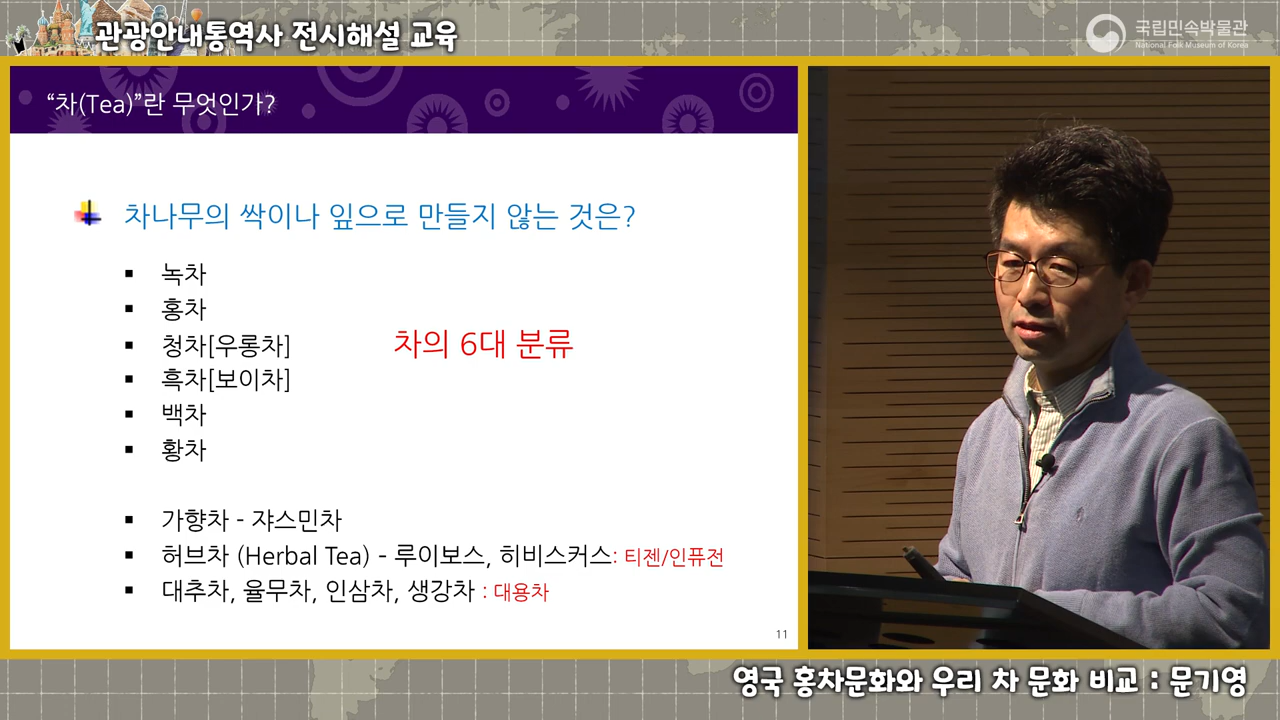 관광안내통역사 전시해설 교육
국립민속박물관
National Folk Museum of Korea
“차(Tea)”란 무엇인가?
차나무의 싹이나 잎으로 만들지 않는 것은?
▪ 녹차
▪ 홍차
▪ 청차[우롱차]
차의 6대 분류
▪ 흑차[보이차]
▪ 백차
▪ 황차
▪ 가향차 - 쟈스민차
▪ 허브차 (Herbal Tea) – 루이보스, 히비스커스: 티젠/인퓨전
▪ 대추차, 율무차, 인삼차, 생강차 : 대용차
11
영국 홍차문화와 우리 차 문화 비교 : 문기영